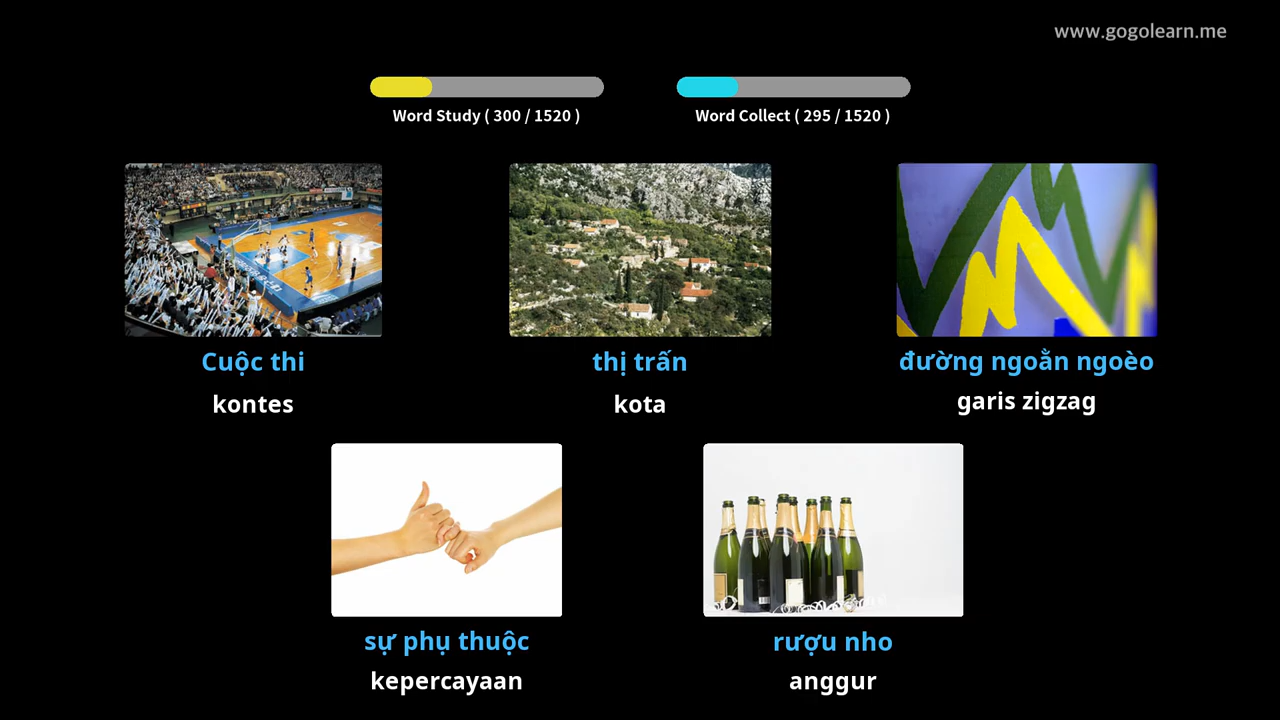 www.gogolearn.me
Word Study ( 300 / 1520 )
Word Collect ( 295 / 1520 )
Cuộc thi
kontes
thị trấn
kota
đường ngoằn ngoèo
garis zigzag
sự phụ thuộc
kepercayaan
rượu nho
anggur